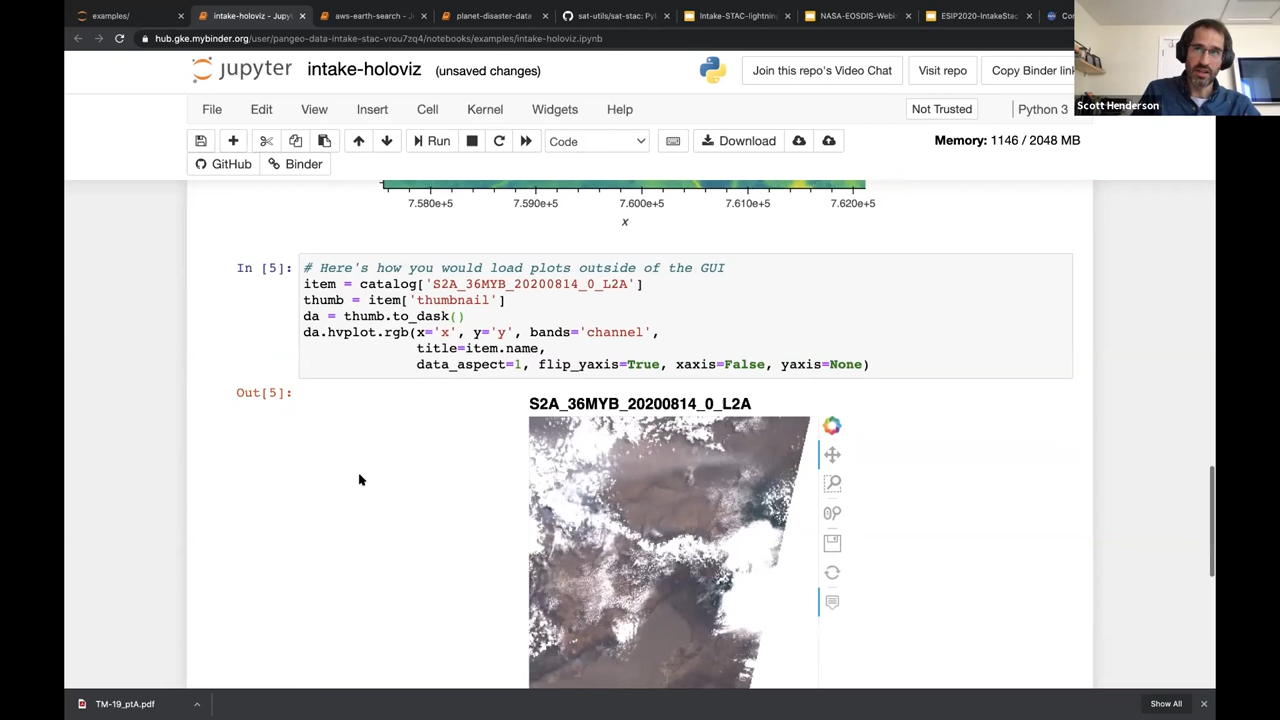 examples/
intake-holoviz - Jupyt
aws-earth-search - J
planet-disaster-data
sat-utils/sat-stac: Py
Intake-STAC-lightnin
NASA-EOSDIS-Webi
ESIP2020-IntakeStac
hub.gke.mybinder.org/user/pangeo-data-intake-stac-vrou7zq4/notebooks/examples/intake-holoviz.ipynb
jupyter intake-holoviz (unsaved changes)
Join this repo's Video Chat
Visit repo
Copy Binder link
Scott Henderson
File Edit View Insert Cell Kernel Widgets Help
Not Trusted
Python 3
Run
Code
Download
Memory: 1146 / 2048 MB
GitHub
Binder
7.580e+5 7.590e+5 7.600e+5 7.610e+5 7.620e+5
x
In [5]:
# Here's how you would load plots outside of the GUI
item = catalog['S2A_36MYB_20200814_0_L2A']
thumb = item['thumbnail']
da = thumb.to_dask()
da.hvplot.rgb(x='x', y='y', bands='channel',
title=item.name,
data_aspect=1, flip_yaxis=True, xaxis=False, yaxis=None)
Out[5]:
S2A_36MYB_20200814_0_L2A
TM-19_ptA.pdf
Show All